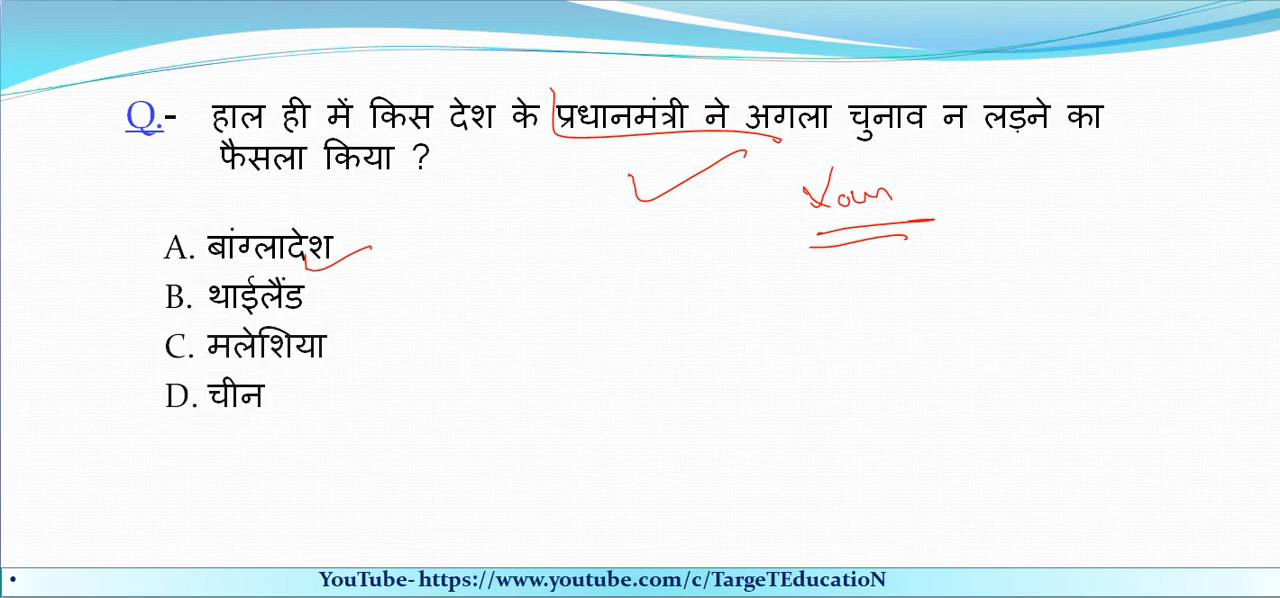 Q.- हाल ही में किस देश के प्रधानमंत्री ने अगला चुनाव न लड़ने का
फैसला किया ?
A. बांग्लादेश
B. थाईलैंड
C. मलेशिया
D. चीन
• YouTube- https://www.youtube.com/c/TargeTEducatioN